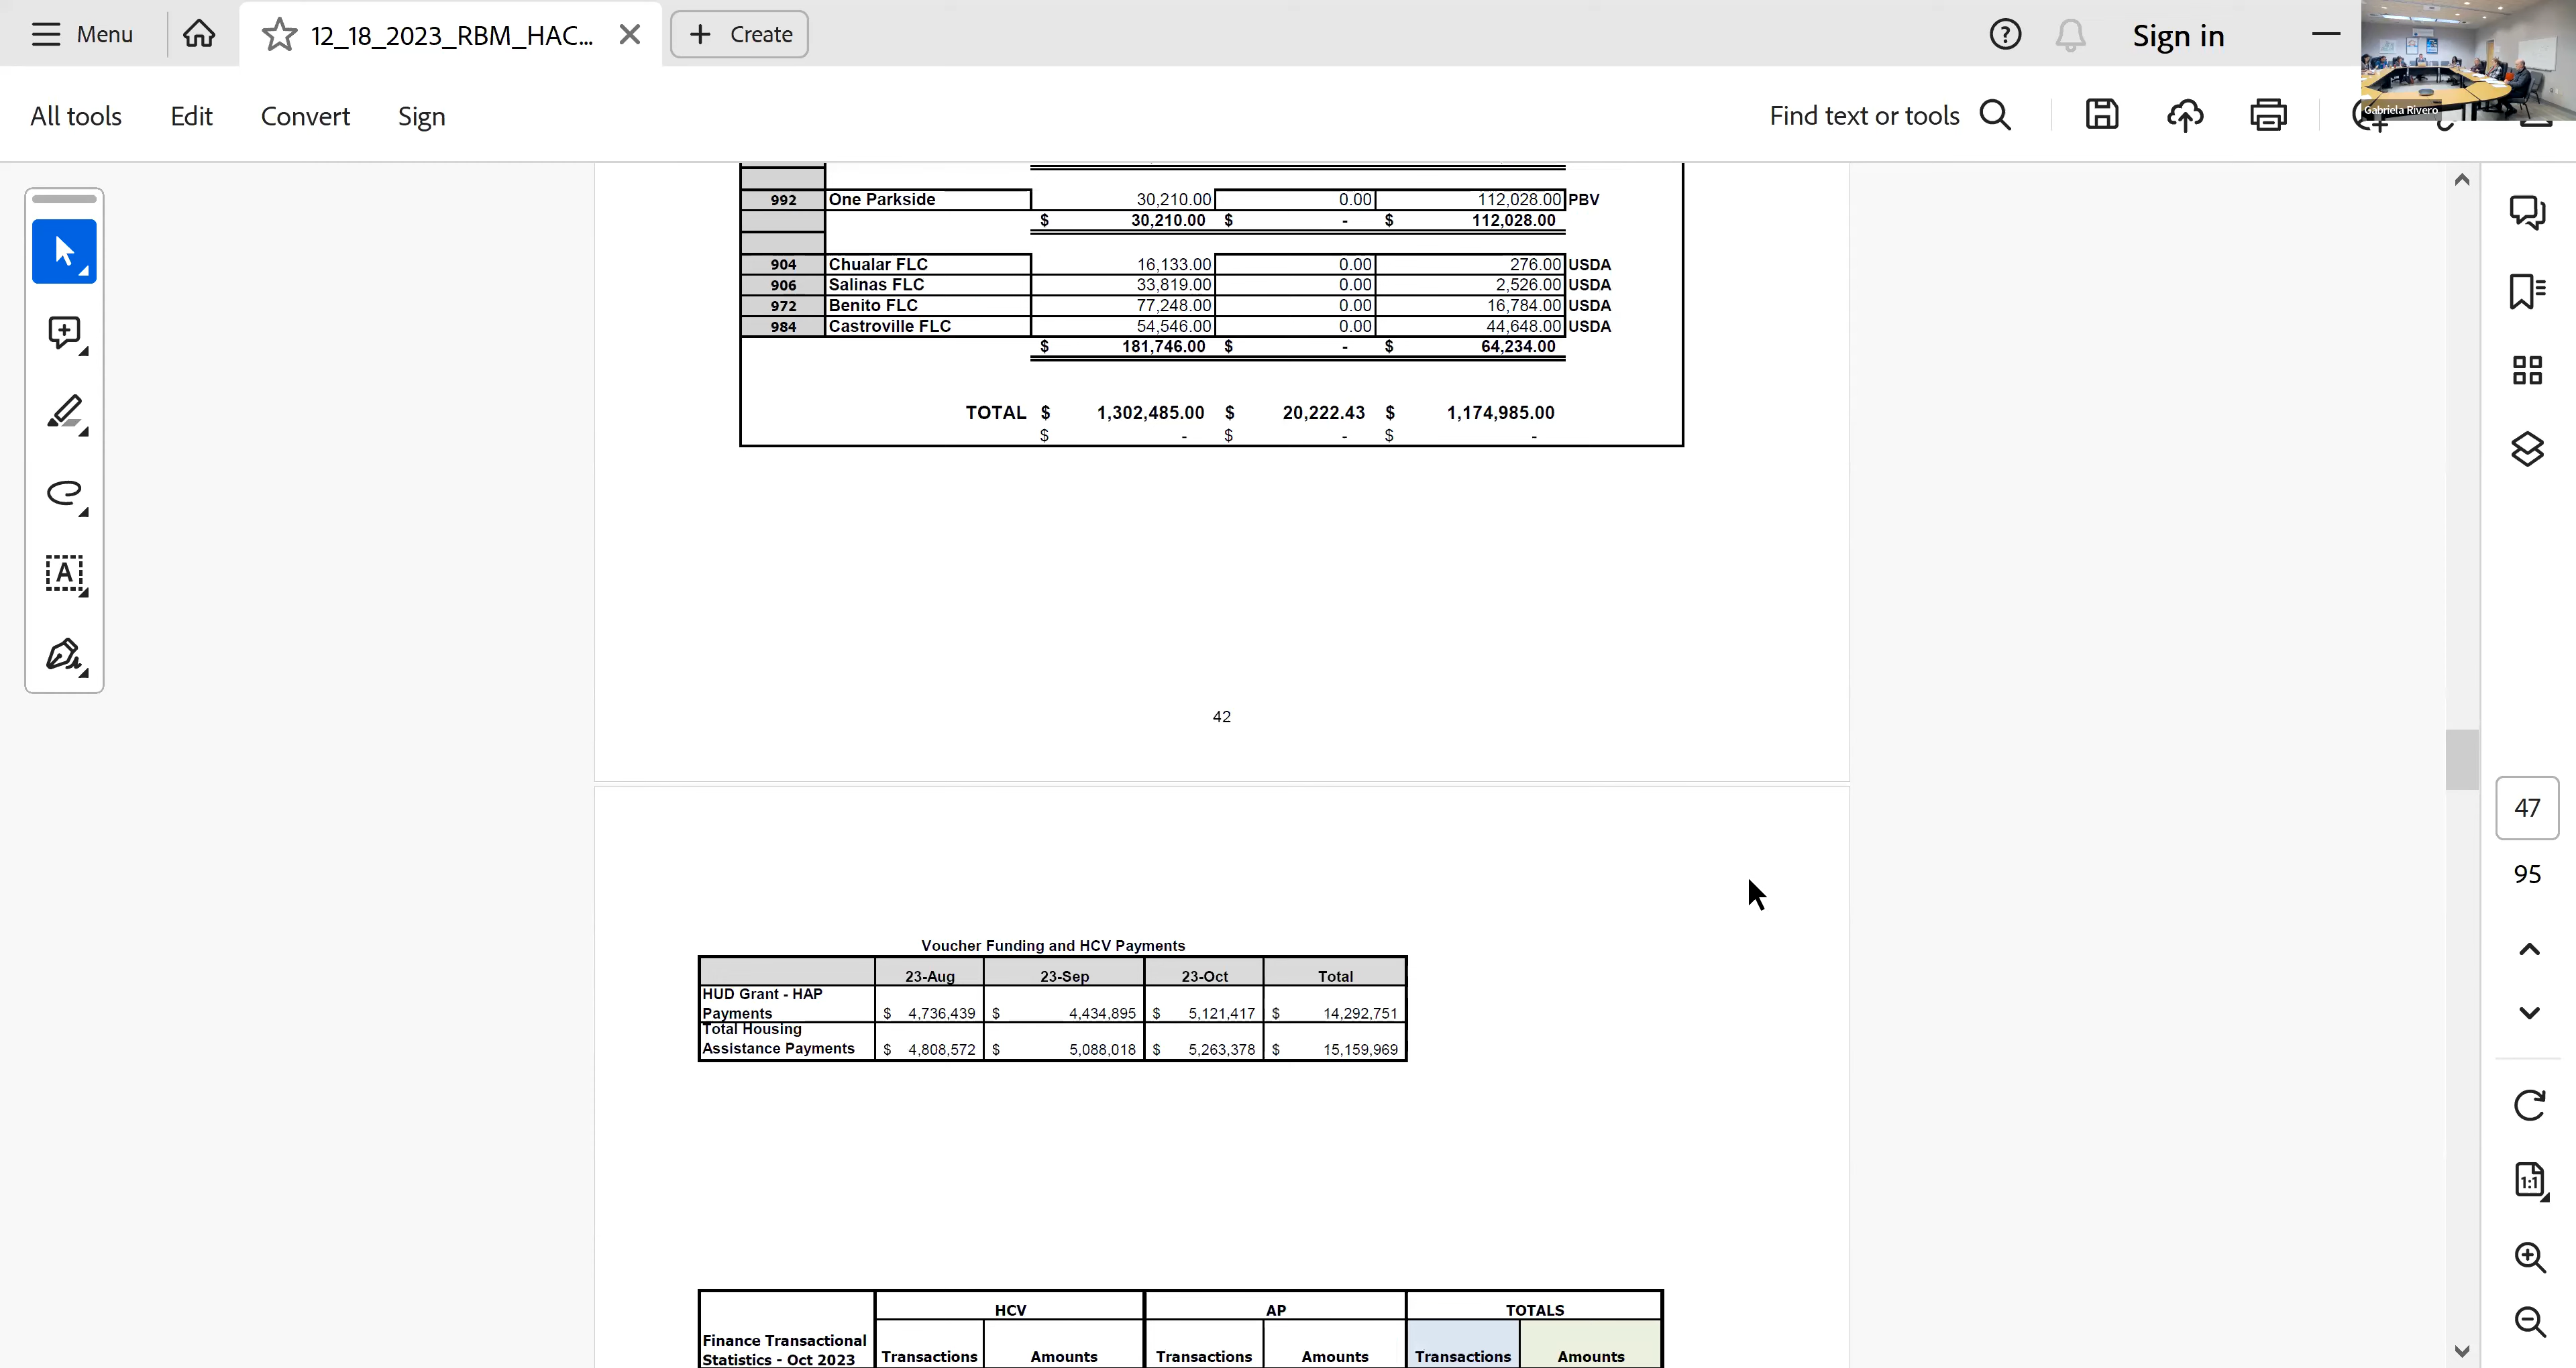 Menu 12_18_2023_RBM_HAC... Create Sign in
All tools Edit Convert Sign Find text or tools
Gabriela Rivero
992 One Parkside 30,210.00 0.00 112,028.00 PBV
$ 30,210.00 $ - $ 112,028.00
904 Chualar FLC 16,133.00 0.00 276.00 USDA
906 Salinas FLC 33,819.00 0.00 2,526.00 USDA
972 Benito FLC 77,248.00 0.00 16,784.00 USDA
984 Castroville FLC 54,546.00 0.00 44,648.00 USDA
$ 181,746.00 $ - $ 64,234.00
TOTAL $ 1,302,485.00 $ 20,222.43 $ 1,174,985.00
$ - $ - $ -
42
47
95
Voucher Funding and HCV Payments
23-Aug 23-Sep 23-Oct Total
HUD Grant - HAP
Payments $ 4,736,439 $ 4,434,895 $ 5,121,417 $ 14,292,751
Total Housing
Assistance Payments $ 4,808,572 $ 5,088,018 $ 5,263,378 $ 15,159,969
1:1
HCV AP TOTALS
Finance Transactional
Statistics - Oct 2023 Transactions Amounts Transactions Amounts Transactions Amounts